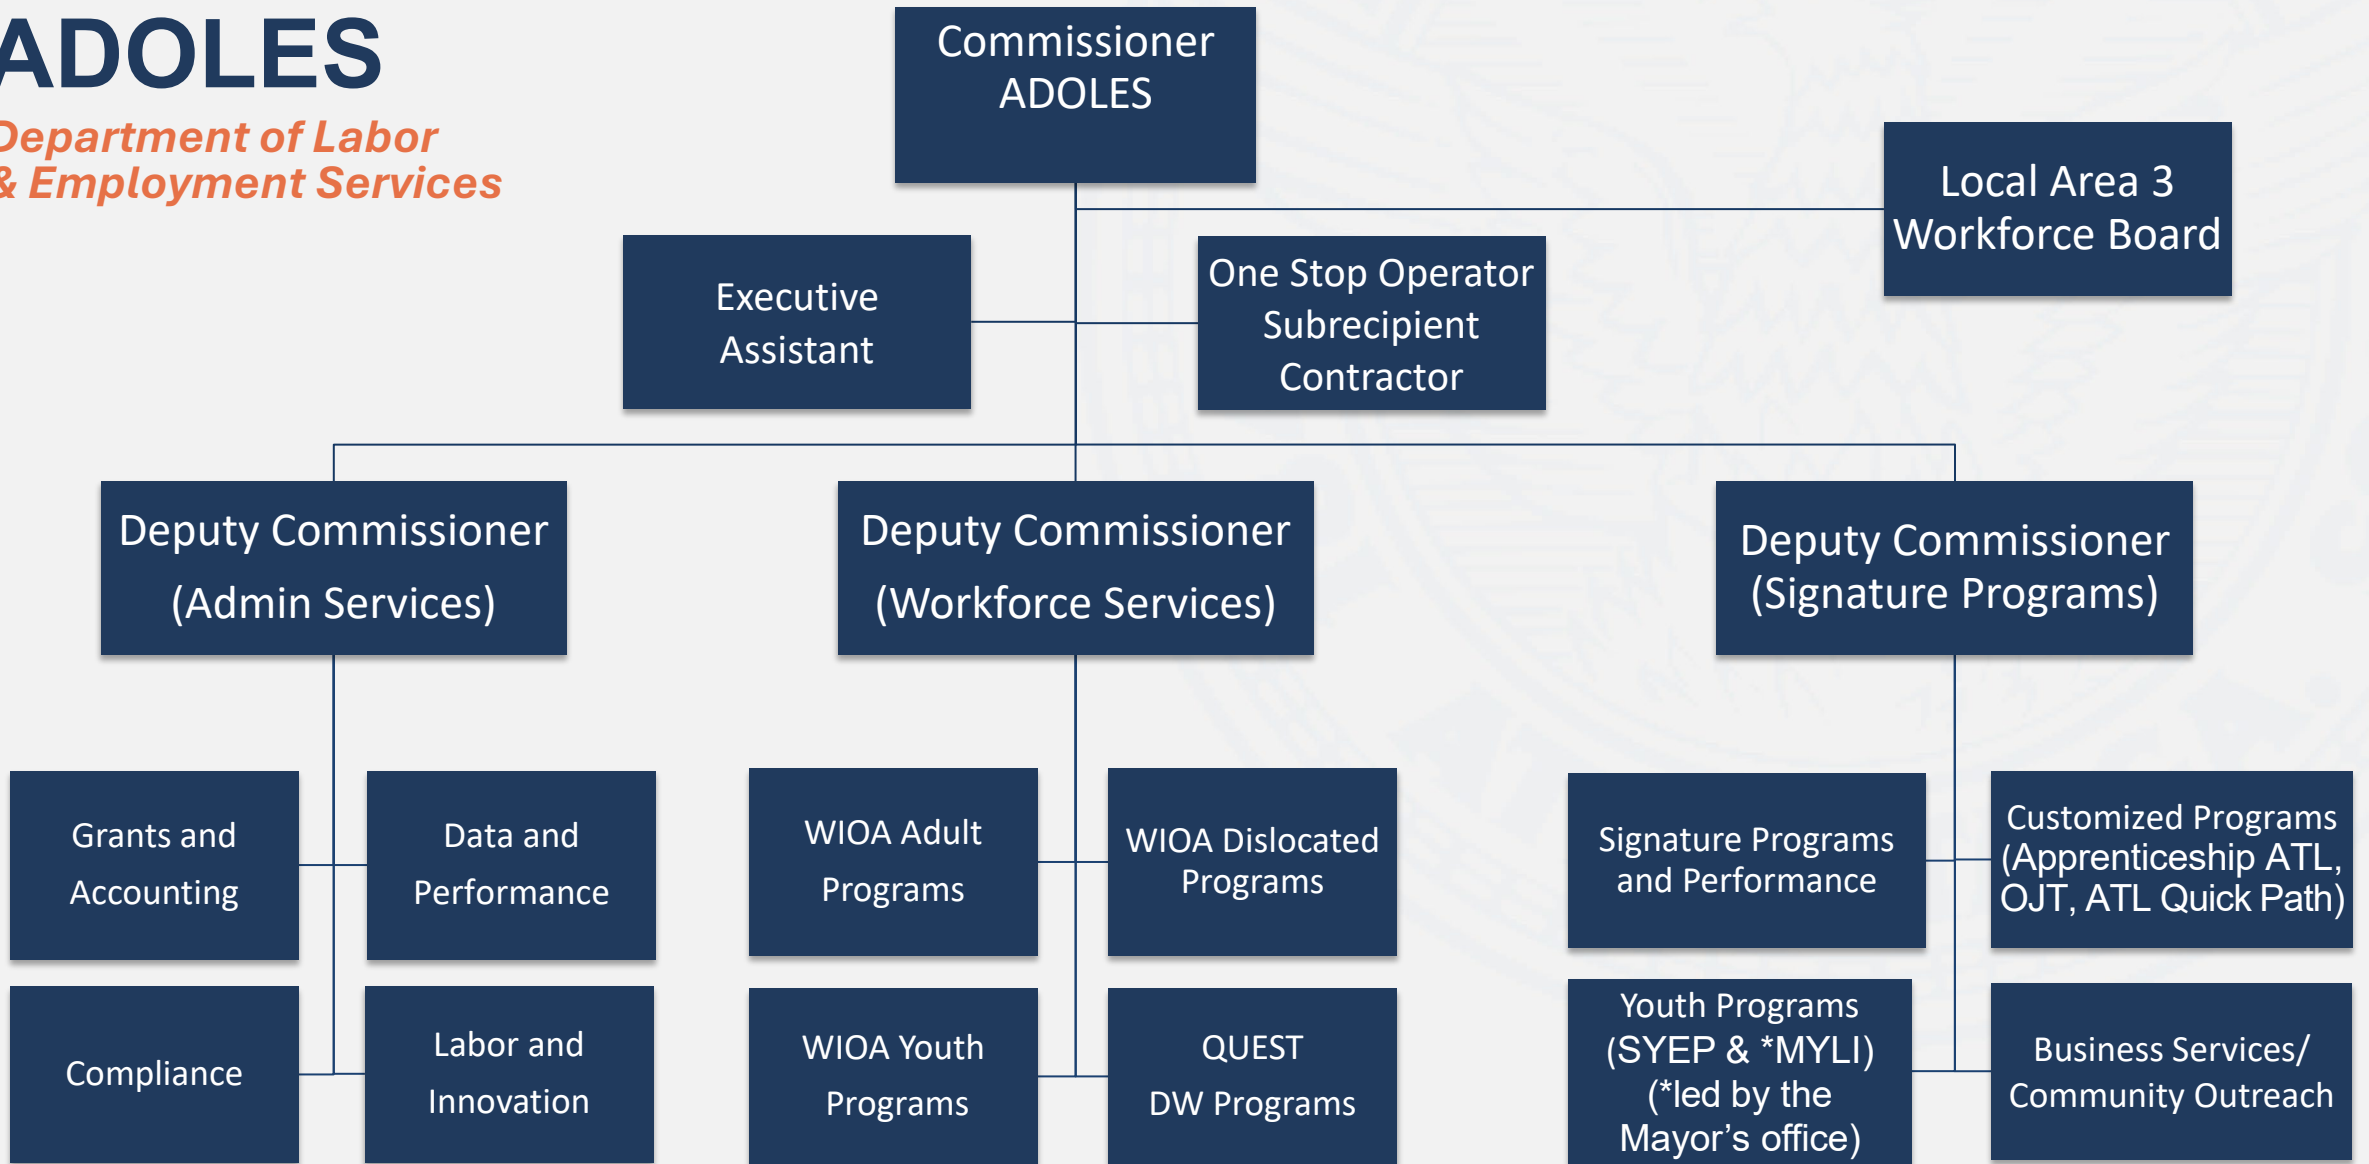 ADOLES
Department of Labor
& Employment Services
Commissioner
ADOLES
Local Area 3
Workforce Board
Executive
Assistant
One Stop Operator
Subrecipient
Contractor
Deputy Commissioner
(Admin Services)
Deputy Commissioner
(Workforce Services)
Deputy Commissioner
(Signature Programs)
Grants and
Accounting
Data and
Performance
WIOA Adult
Programs
WIOA Dislocated
Programs
Signature Programs
and Performance
Customized Programs
(Apprenticeship ATL,
OJT, ATL Quick Path)
Compliance
Labor and
Innovation
WIOA Youth
Programs
QUEST
DW Programs
Youth Programs
(SYEP & *MYLI)
(*led by the
Mayor’s office)
Business Services/
Community Outreach